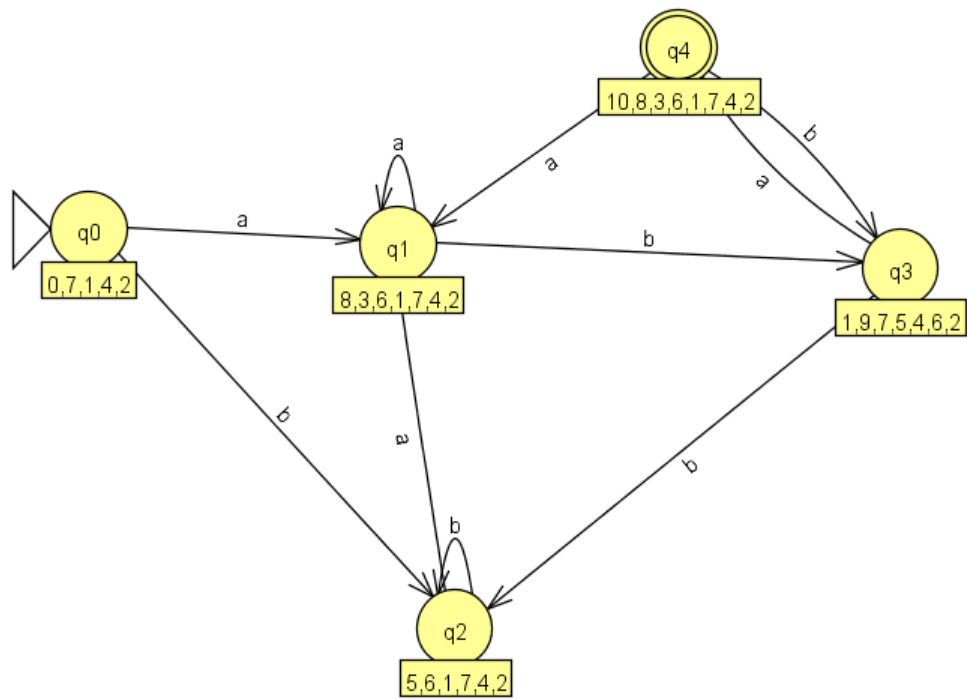 q4
10,8,3,6,1,7,4,2
b
a
a
a
q0
a
q1
b
q3
0,7,1,4,2
8,3,6,1,7,4,2
1,9,7,5,4,6,2
b
a
b
b
q2
5,6,1,7,4,2